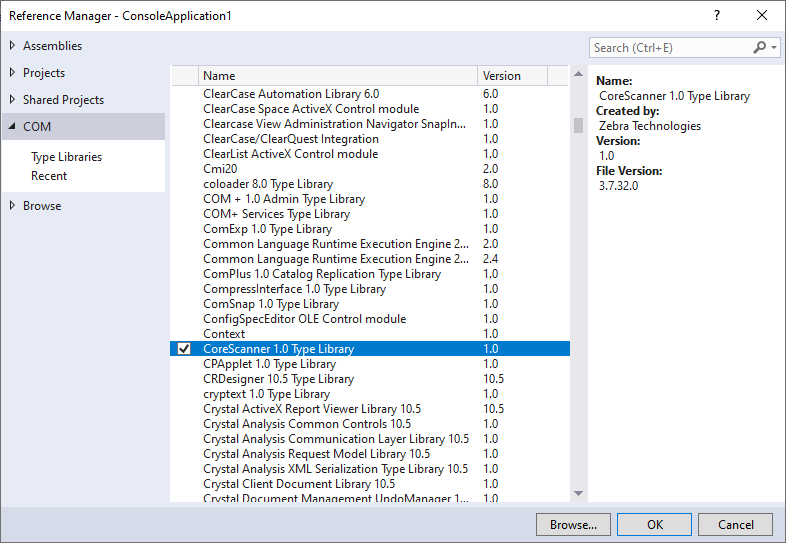 Reference Manager - ConsoleApplication1
Assemblies
Projects
Shared Projects
COM
Type Libraries
Recent
Browse
Name Version
ClearCase Automation Library 6.0 6.0
ClearCase Space ActiveX Control module 1.0
Clearcase View Administration Navigator SnapIn... 1.0
ClearCase/ClearQuest Integration 1.0
ClearList ActiveX Control module 1.0
Cmi20 2.0
coloader 8.0 Type Library 8.0
COM + 1.0 Admin Type Library 1.0
COM+ Services Type Library 1.0
ComExp 1.0 Type Library 1.0
Common Language Runtime Execution Engine 2... 2.0
Common Language Runtime Execution Engine 2... 2.4
ComPlus 1.0 Catalog Replication Type Library 1.0
CompressInterface 1.0 Type Library 1.0
ComSnap 1.0 Type Library 1.0
ConfigSpecEditor OLE Control module 1.0
Context 1.0
CoreScanner 1.0 Type Library 1.0
CPApplet 1.0 Type Library 1.0
CRDesigner 10.5 Type Library 10.5
cryptext 1.0 Type Library 1.0
Crystal ActiveX Report Viewer Library 10.5 10.5
Crystal Analysis Common Controls 10.5 1.0
Crystal Analysis Communication Layer Library 10.5 1.0
Crystal Analysis Request Model Library 10.5 1.0
Crystal Analysis XML Serialization Type Library 10.5 1.0
Crystal Client Document Library 10.5 1.0
Crystal Document Management UndoManager 1... 1.0
Search (Ctrl+E)
Name:
CoreScanner 1.0 Type Library
Created by:
Zebra Technologies
Version:
1.0
File Version:
3.7.32.0
Browse... OK Cancel